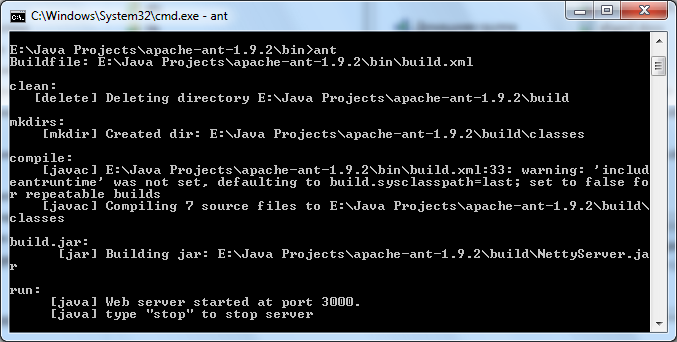 C:\Windows\System32\cmd.exe - ant
E:\Java Projects\apache-ant-1.9.2\bin>ant
Buildfile: E:\Java Projects\apache-ant-1.9.2\bin\build.xml
clean:
[delete] Deleting directory E:\Java Projects\apache-ant-1.9.2\build
mkdirs:
[mkdir] Created dir: E:\Java Projects\apache-ant-1.9.2\build\classes
compile:
[javac] E:\Java Projects\apache-ant-1.9.2\bin\build.xml:33: warning: 'includ
eantruntime' was not set, defaulting to build.sysclasspath=last; set to false fo
r repeatable builds
[javac] Compiling 7 source files to E:\Java Projects\apache-ant-1.9.2\build\
classes
build.jar:
[jar] Building jar: E:\Java Projects\apache-ant-1.9.2\build\NettyServer.ja
r
run:
[java] Web server started at port 3000.
[java] type "stop" to stop server